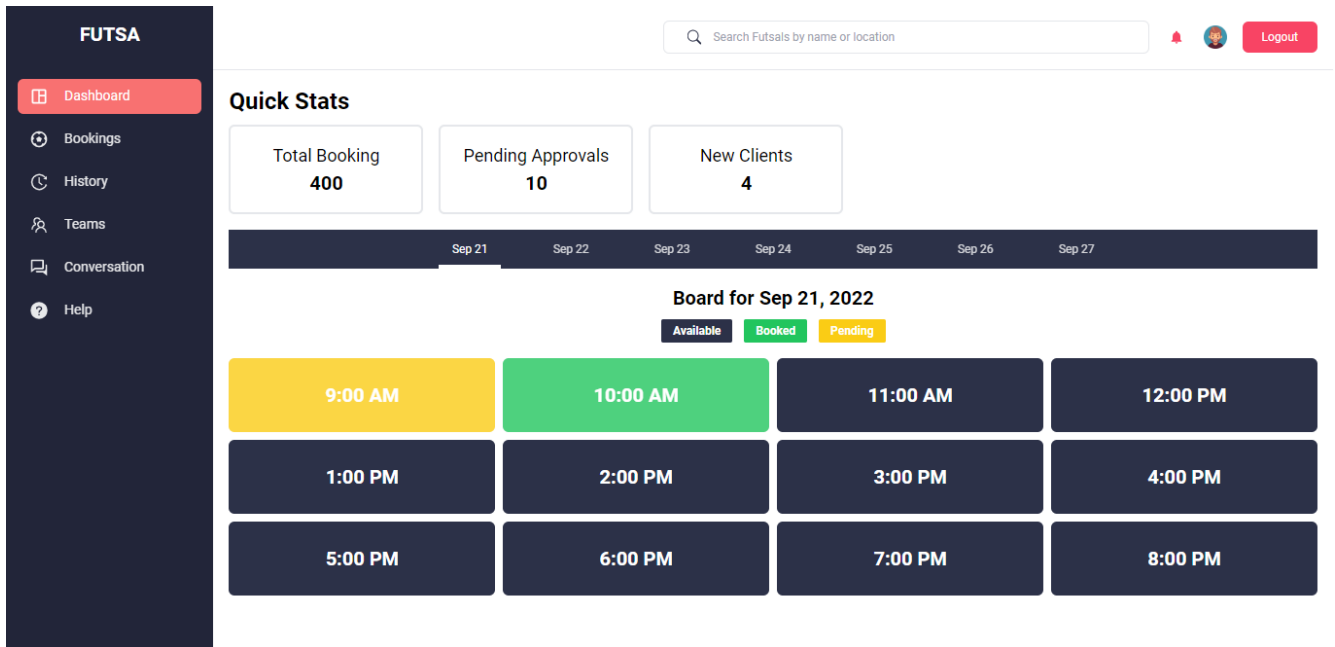 FUTSA
Search Futsals by name or location
Logout
Dashboard
Bookings
History
Teams
Conversation
Help
Quick Stats
Total Booking
400
Pending Approvals
10
New Clients
4
Sep 21 Sep 22 Sep 23 Sep 24 Sep 25 Sep 26 Sep 27
Board for Sep 21, 2022
Available Booked Pending
9:00 AM 10:00 AM 11:00 AM 12:00 PM
1:00 PM 2:00 PM 3:00 PM 4:00 PM
5:00 PM 6:00 PM 7:00 PM 8:00 PM